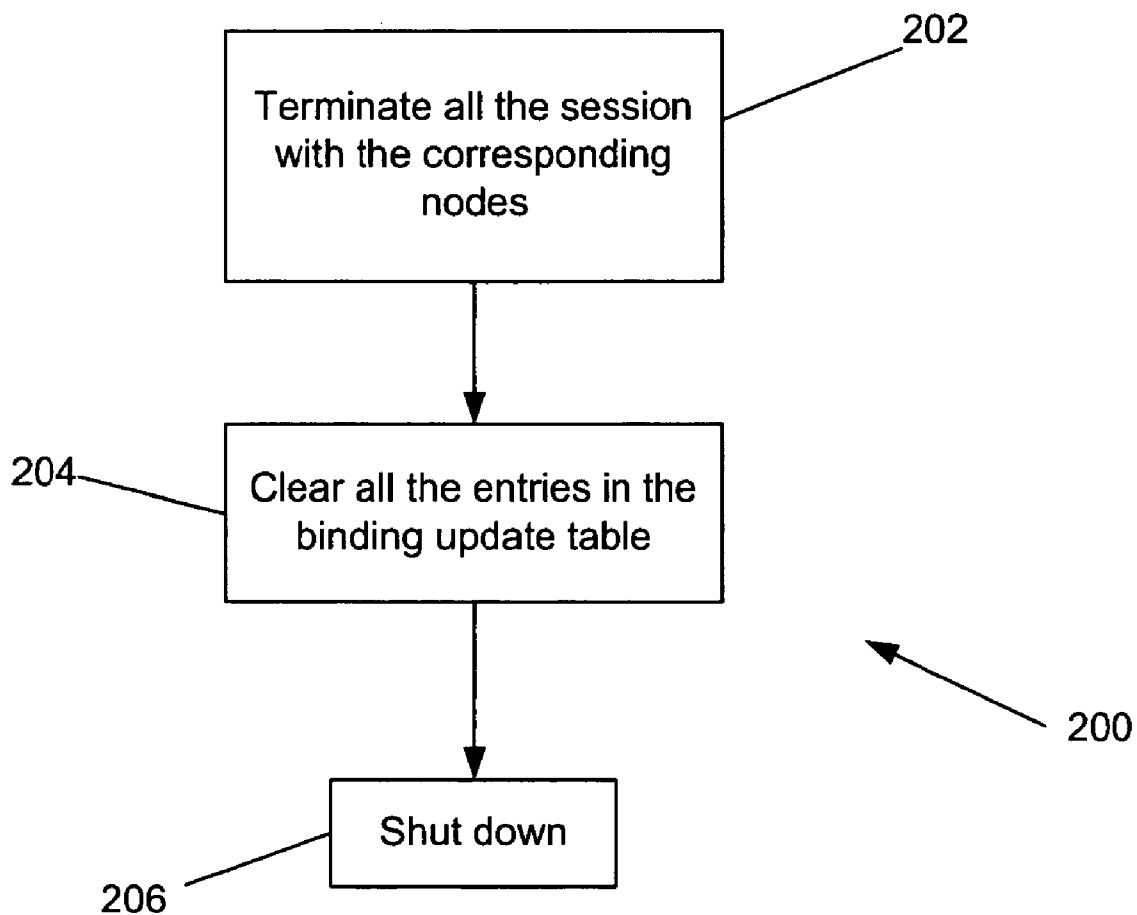 202
Terminate all the session
with the corresponding
nodes
204
Clear all the entries in the
binding update table
200
Shut down
206